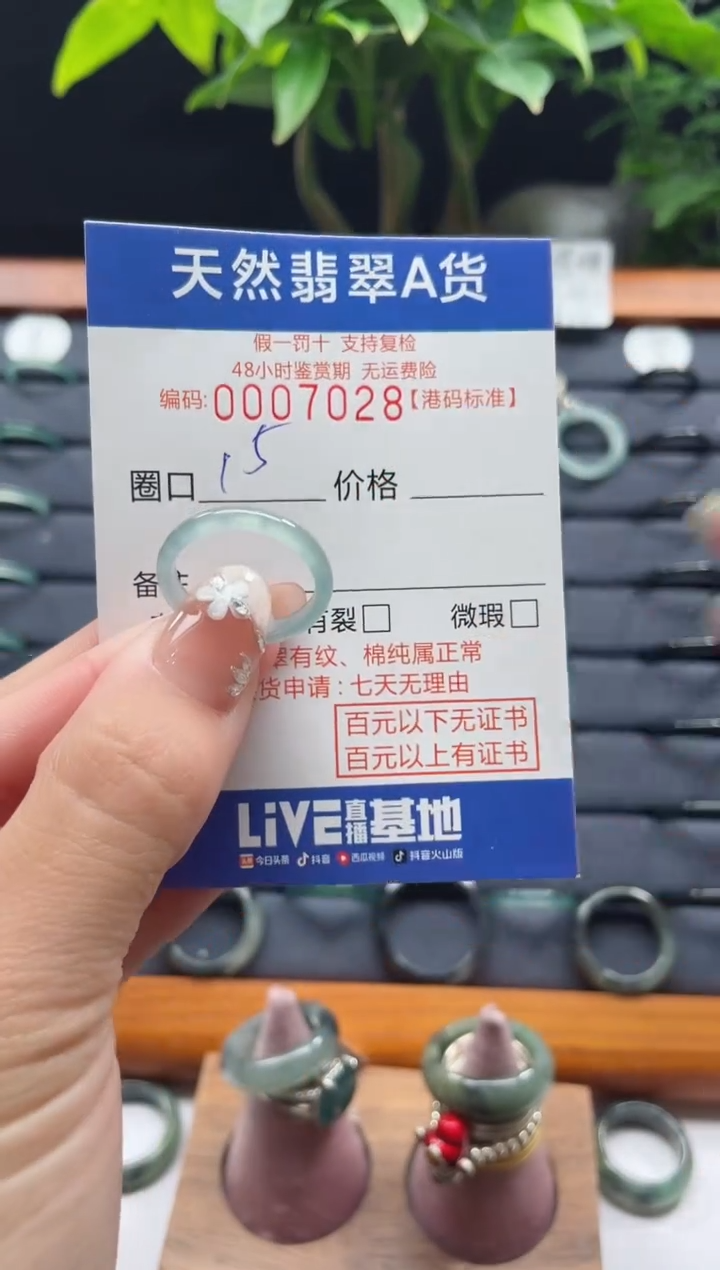 天然翡翠A货
假一罚十 支持复检
48小时鉴赏期 无运费险
编码:0007028【港码标准】
圈口 15 价格
备注
有裂 微瑕
有纹、棉纯属正常
货申请:七天无理由
百元以下无证书
百元以上有证书
LiVE直播基地
今日头条 抖音 西瓜视频 抖音火山版